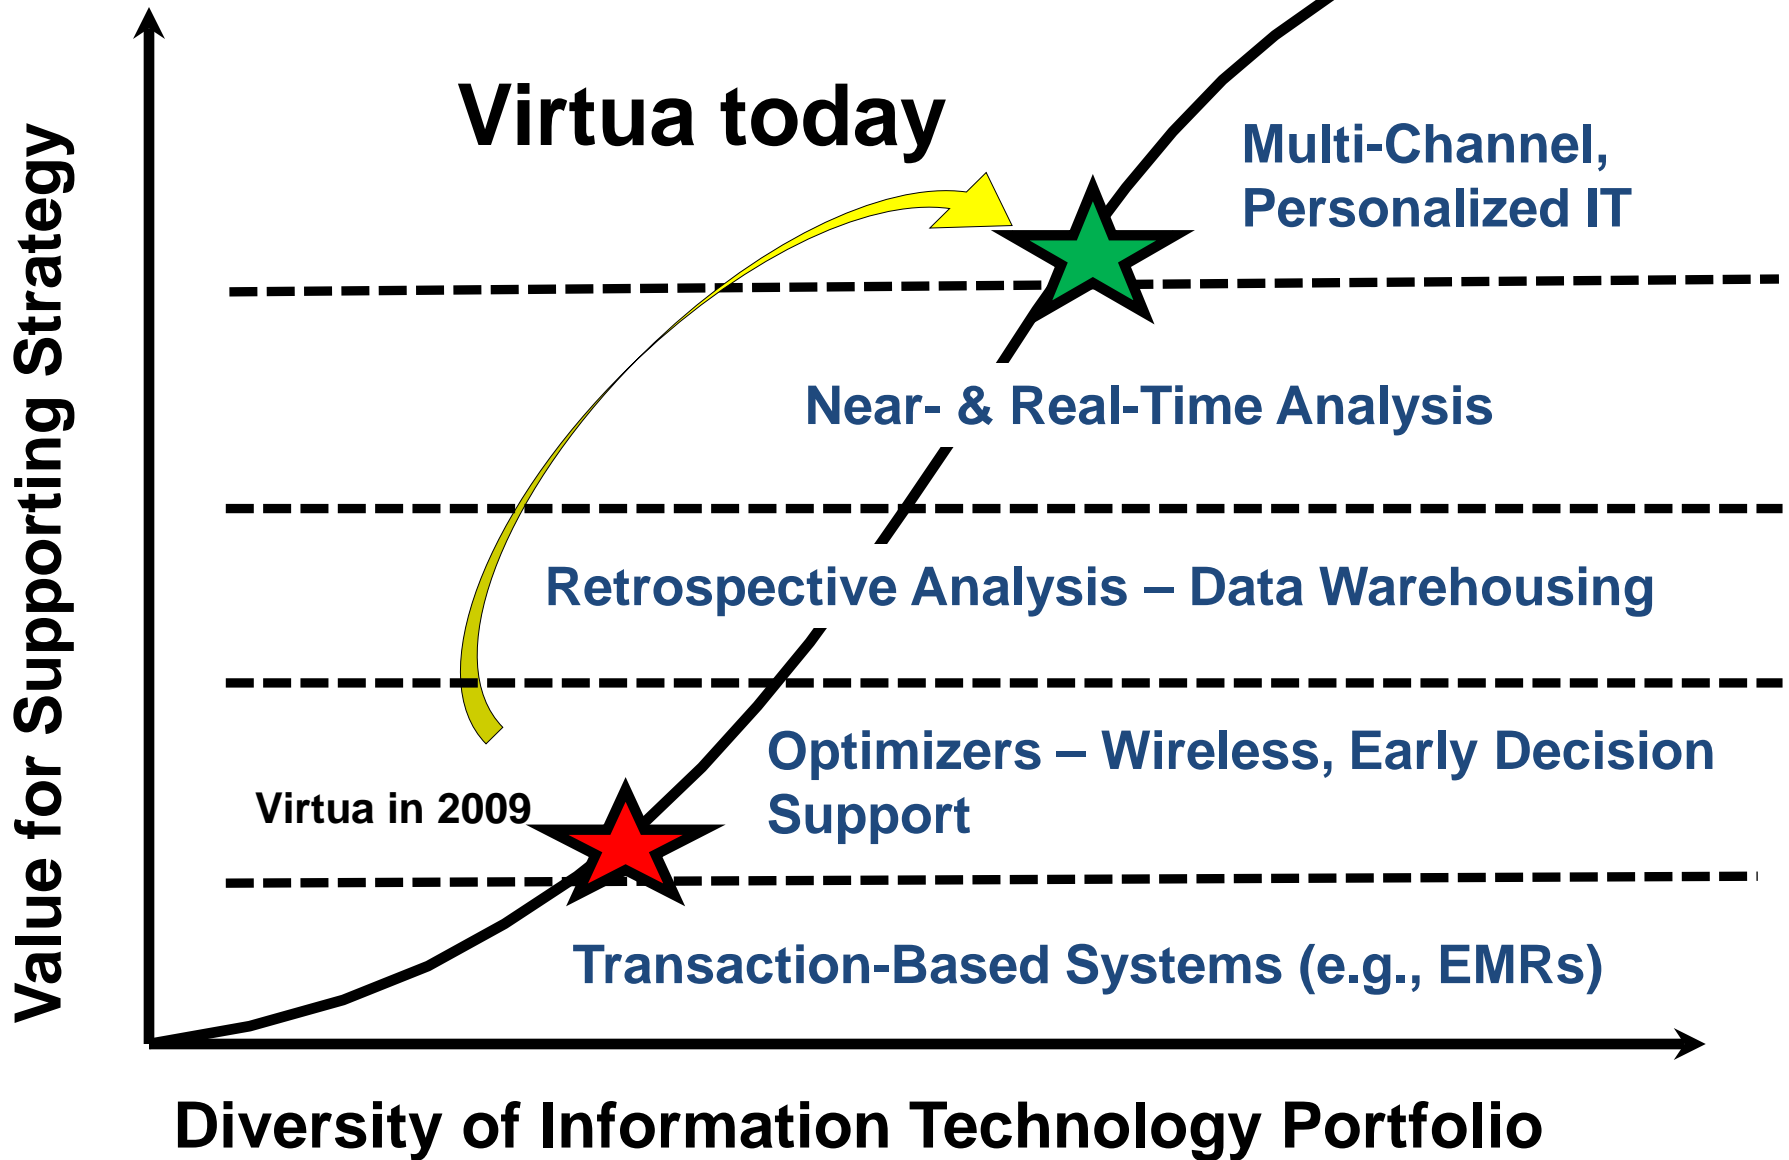 Virtua today
Multi-Channel,
Personalized IT
Near- & Real-Time Analysis
Retrospective Analysis – Data Warehousing
Optimizers – Wireless, Early Decision
Support
Virtua in 2009
Transaction-Based Systems (e.g., EMRs)
Value for Supporting Strategy
Diversity of Information Technology Portfolio